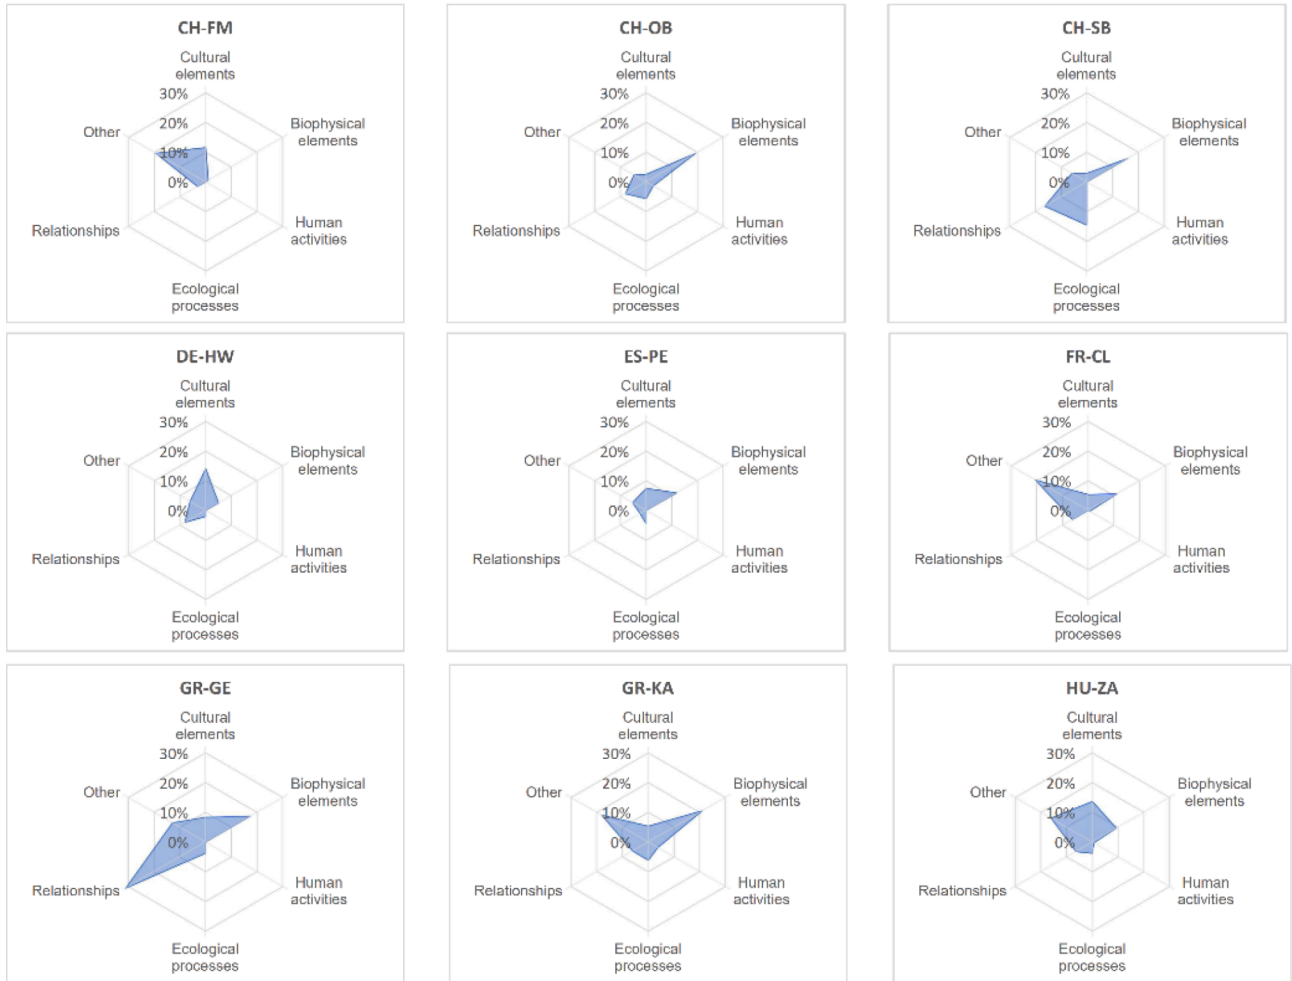 CH-FM
Cultural
elements
30%
20%
10%
0%
Other
Biophysical
elements
Relationships
Human
activities
Ecological
processes
CH-OB
Cultural
elements
30%
20%
10%
0%
Other
Biophysical
elements
Relationships
Human
activities
Ecological
processes
CH-SB
Cultural
elements
30%
20%
10%
0%
Other
Biophysical
elements
Relationships
Human
activities
Ecological
processes
DE-HW
Cultural
elements
30%
20%
10%
0%
Other
Biophysical
elements
Relationships
Human
activities
Ecological
processes
ES-PE
Cultural
elements
30%
20%
10%
0%
Other
Biophysical
elements
Relationships
Human
activities
Ecological
processes
FR-CL
Cultural
elements
30%
20%
10%
0%
Other
Biophysical
elements
Relationships
Human
activities
Ecological
processes
GR-GE
Cultural
elements
30%
20%
10%
0%
Other
Biophysical
elements
Relationships
Human
activities
Ecological
processes
GR-KA
Cultural
elements
30%
20%
10%
0%
Other
Biophysical
elements
Relationships
Human
activities
Ecological
processes
HU-ZA
Cultural
elements
30%
20%
10%
0%
Other
Biophysical
elements
Relationships
Human
activities
Ecological
processes